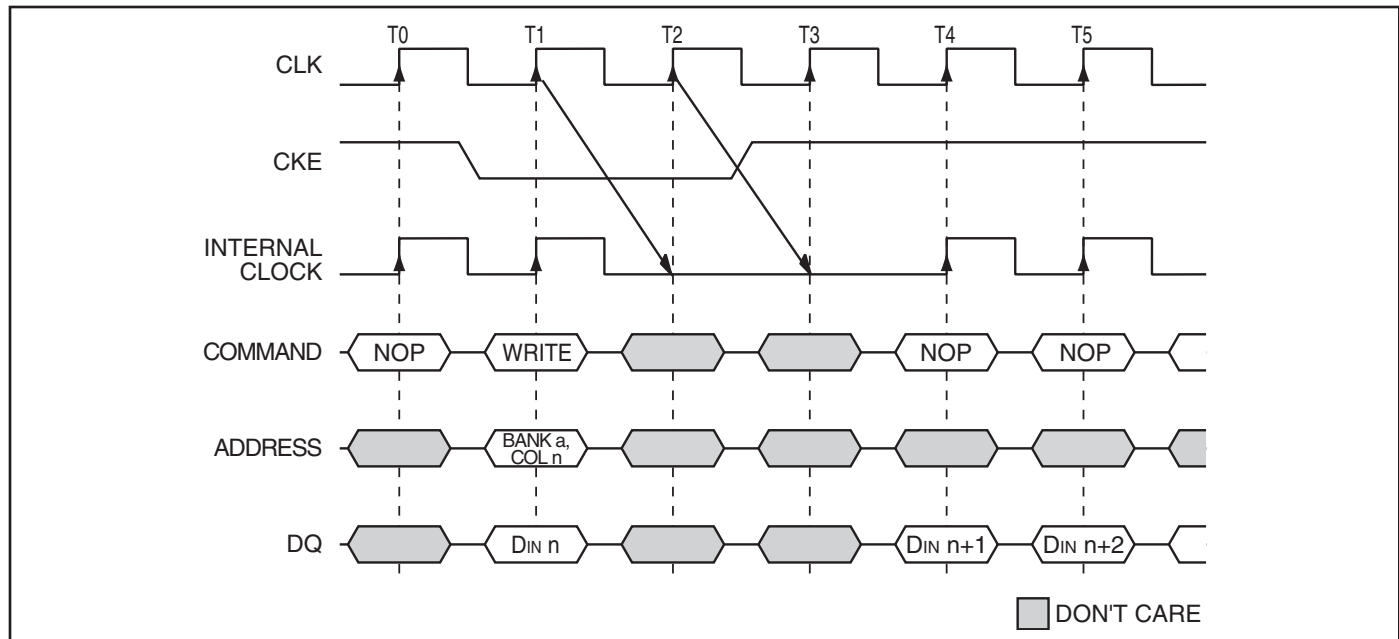 T0 T1 T2 T3 T4 T5
CLK
CKE
INTERNAL
CLOCK
COMMAND NOP WRITE NOP NOP
ADDRESS BANK a,
COL n
DQ DIN n DIN n+1 DIN n+2
DON'T CARE